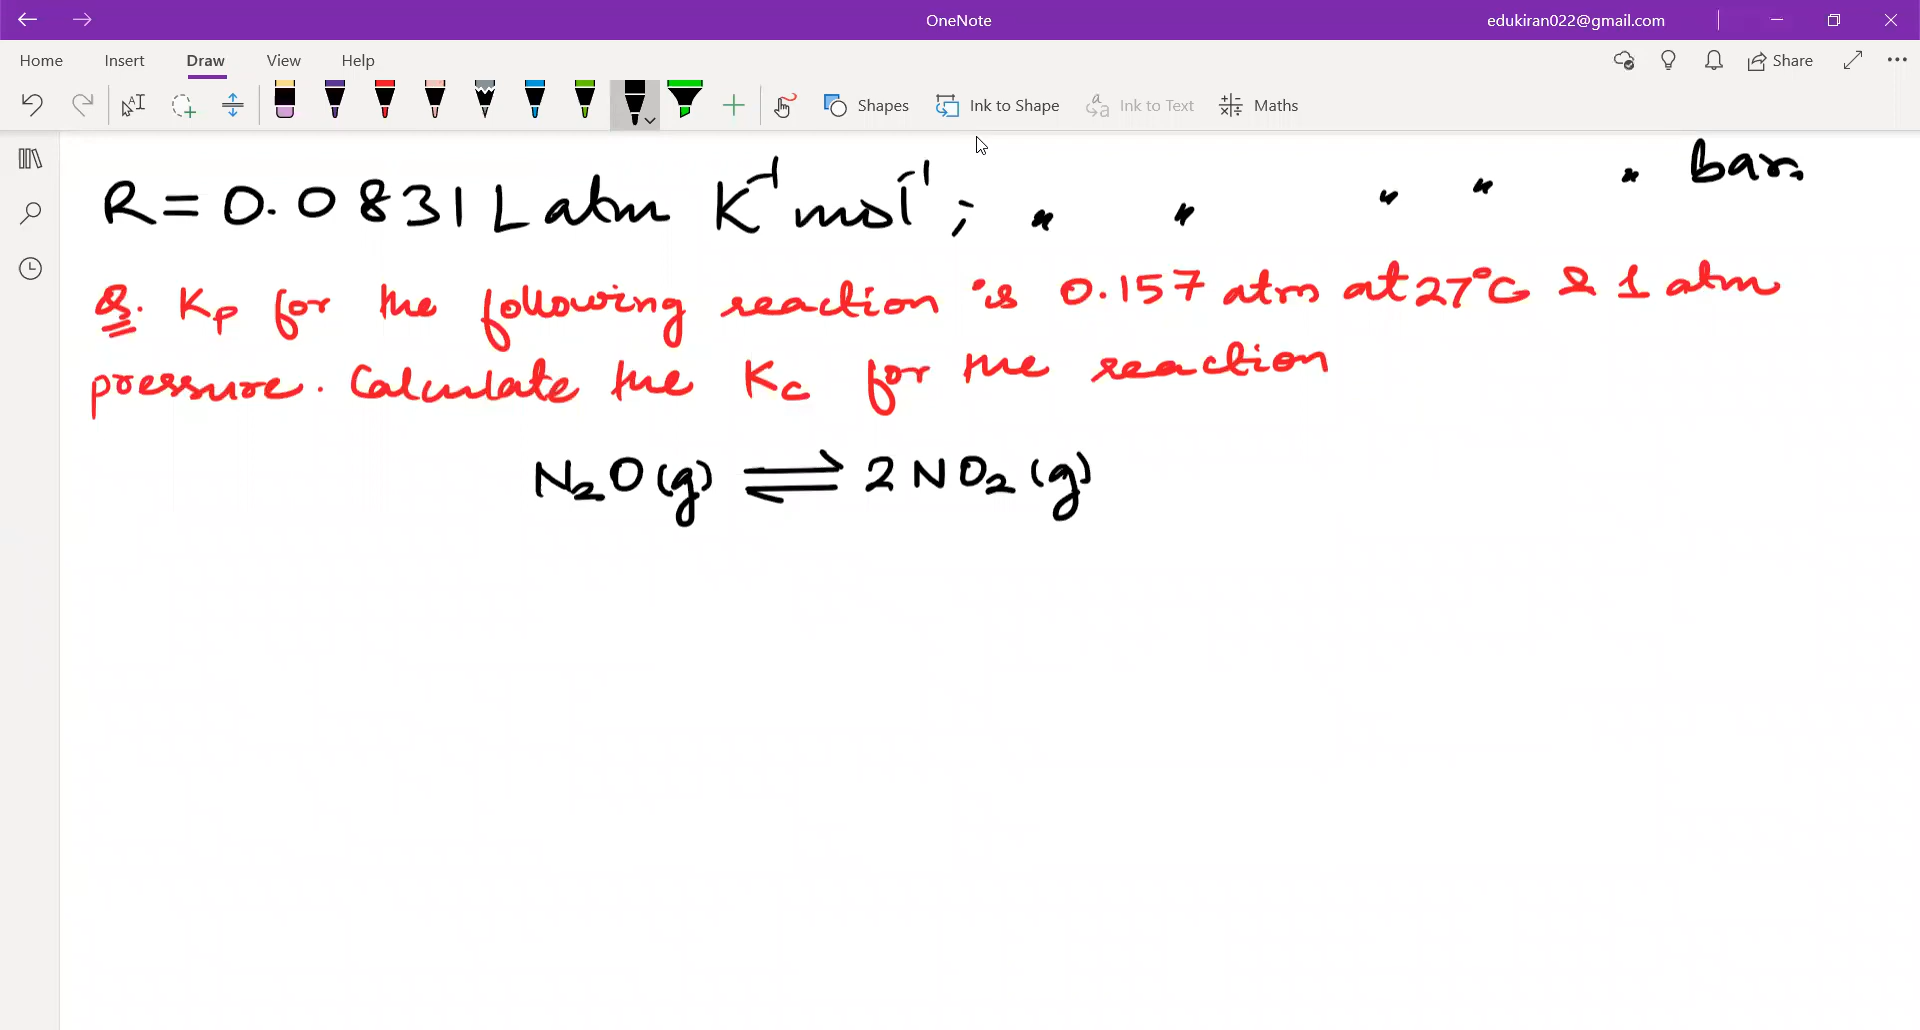 OneNote
edukiran022@gmail.com
Home Insert Draw View Help Share
Shapes Ink to Shape Ink to Text Maths
R = 0.0831 L atm K⁻¹ mol⁻¹ ; " " " " " bar.
Q. Kp for the following reaction is 0.157 atm at 27°C & 1 atm
pressure. Calculate the Kc for the reaction
N₂O(g) ⇌ 2NO₂(g)